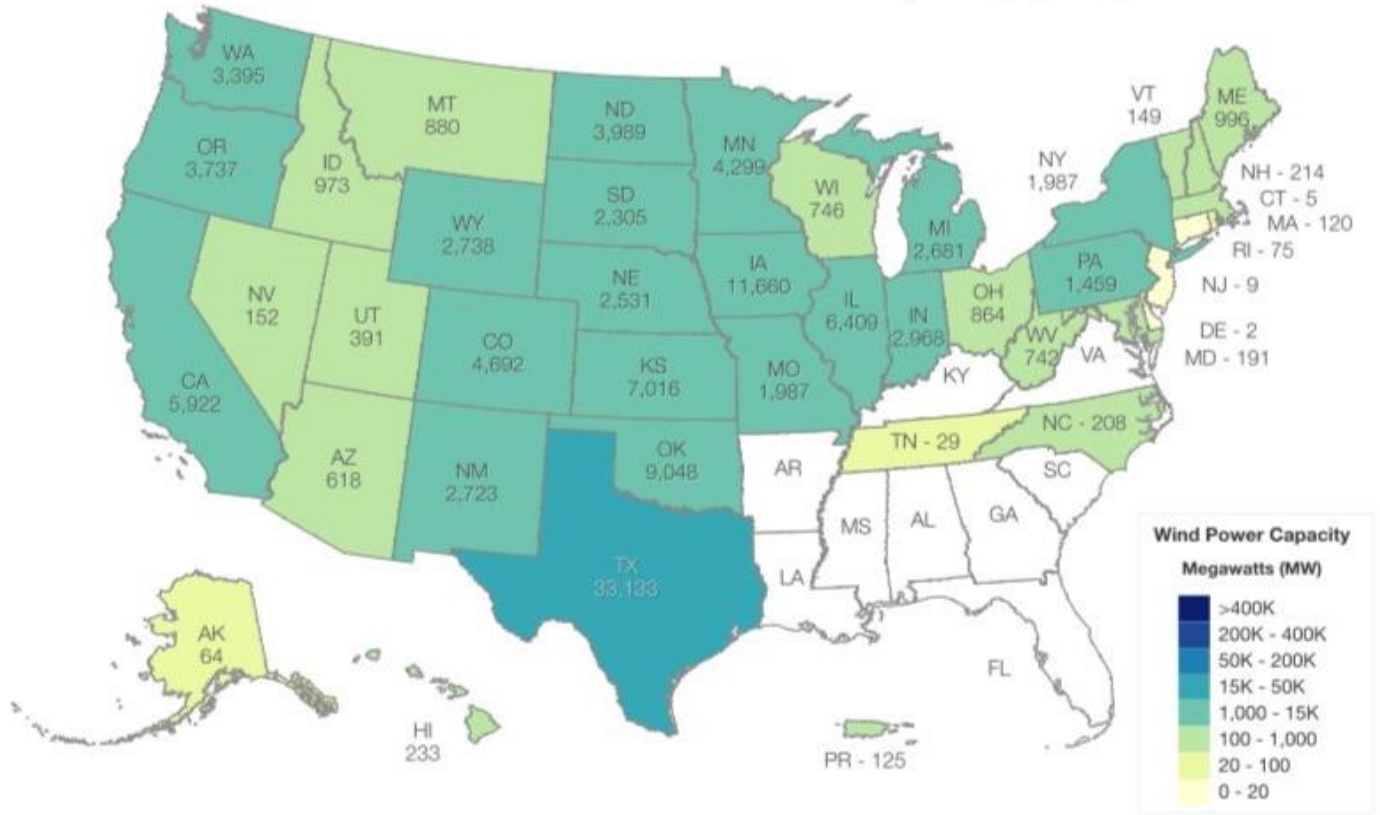 WA
3,395
MT
880
ND
3,989
MN
4,299
VT
149
ME
996
OR
3,737
ID
973
SD
2,305
WI
746
NY
1,987
NH - 214
CT - 5
MA - 120
RI - 75
WY
2,738
MI
2,681
NE
2,531
IA
11,660
PA
1,459
NJ - 9
NV
152
UT
391
IL
6,409
IN
2,968
OH
864
WV
742
VA
DE - 2
MD - 191
CO
4,692
KS
7,016
MO
1,987
KY
CA
5,922
NC - 208
TN - 29
AZ
618
NM
2,723
OK
9,048
AR
SC
MS
AL
GA
TX
33,133
LA
FL
AK
64
HI
233
PR - 125
Wind Power Capacity
Megawatts (MW)
>400K
200K - 400K
50K - 200K
15K - 50K
1,000 - 15K
100 - 1,000
20 - 100
0 - 20